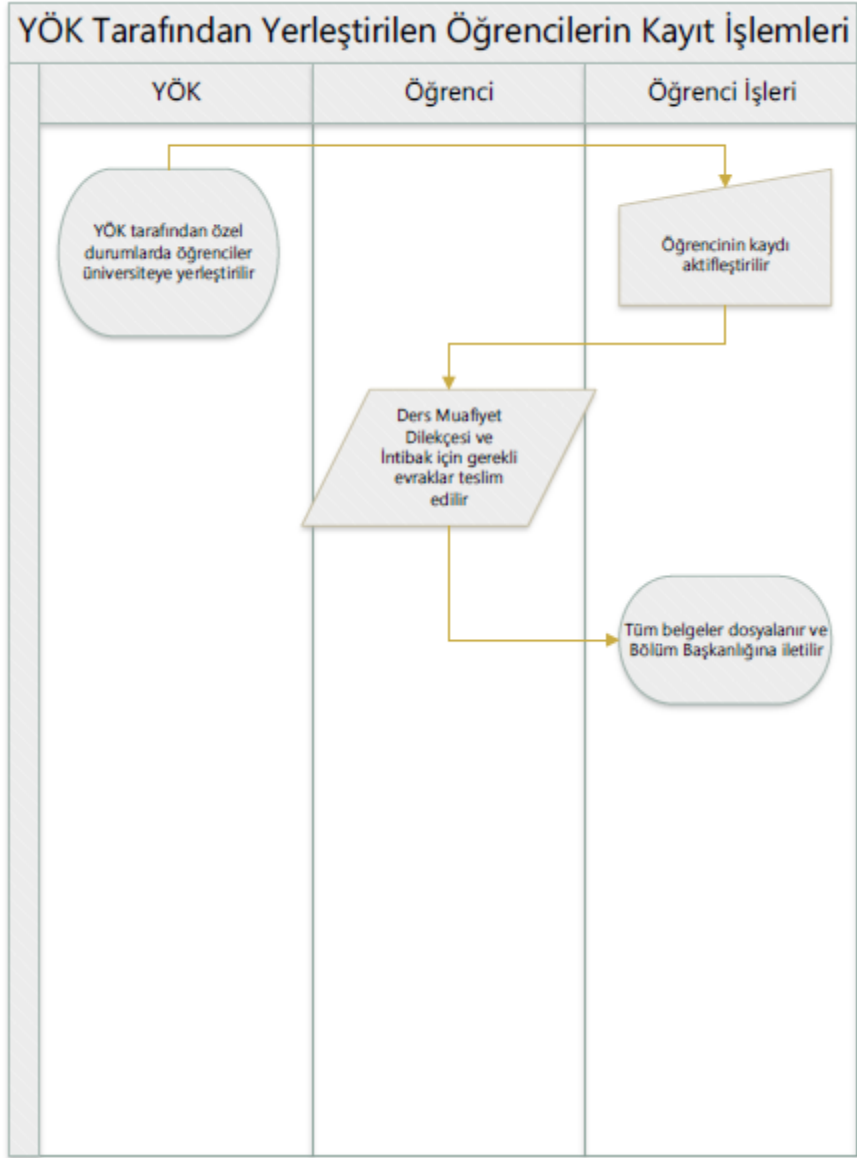 YÖK Tarafından Yerleştirilen Öğrencilerin Kayıt İşlemleri
YÖK
Öğrenci
Öğrenci İşleri
YÖK tarafından özel
durumlarda öğrenciler
üniversiteye yerleştirilir
Öğrencinin kaydı
aktifleştirilir
Ders Muafiyet
Dilekçesi ve
İntibak için gerekli
evraklar teslim
edilir
Tüm belgeler dosyalanır ve
Bölüm Başkanlığına iletilir